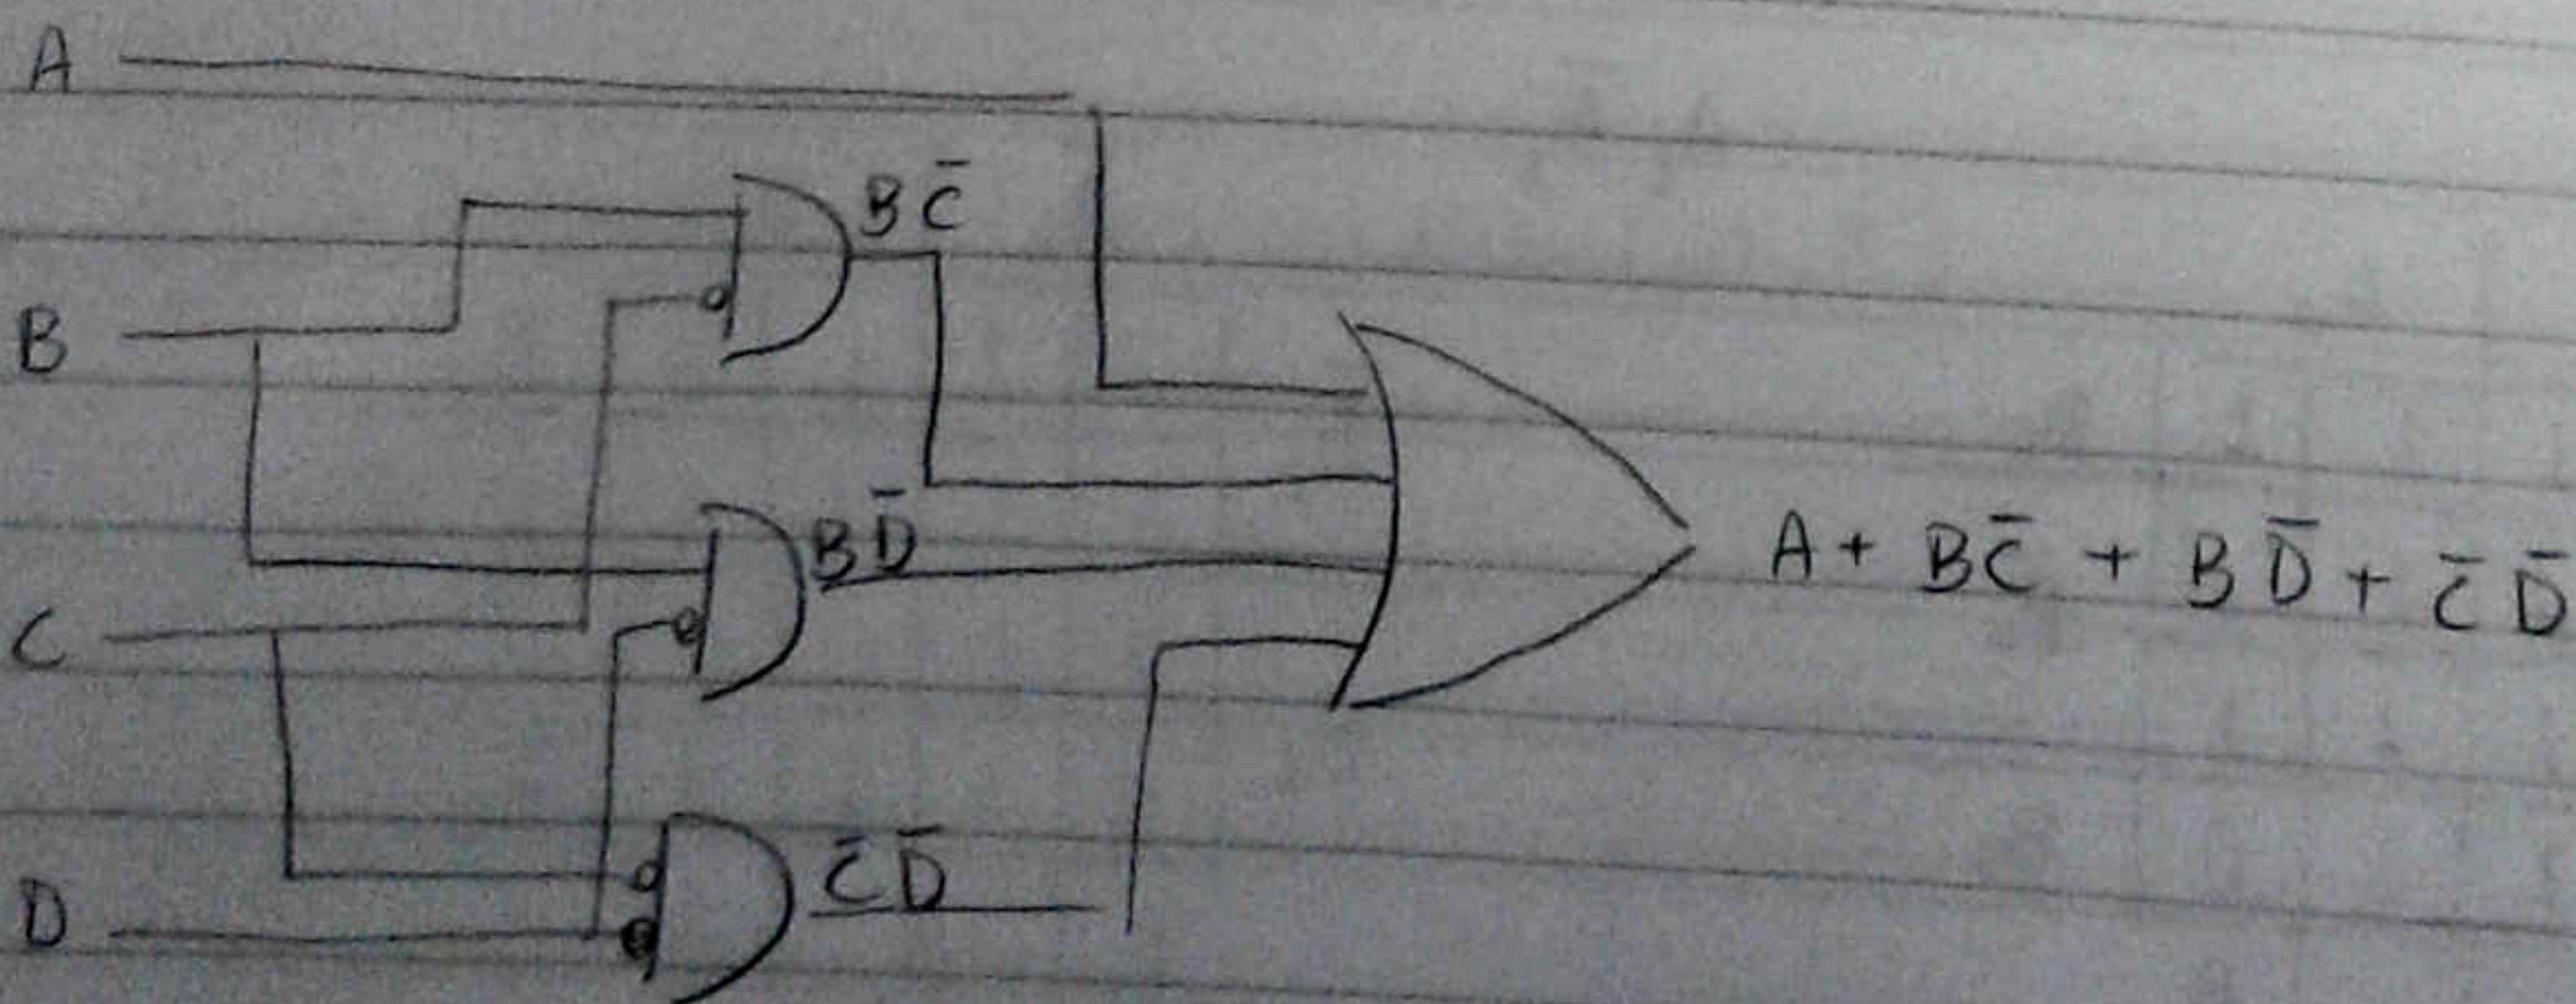 A
BC̄
B
BD̄
A + BC̄ + BD̄ + C̄D̄
C
C̄D̄
D